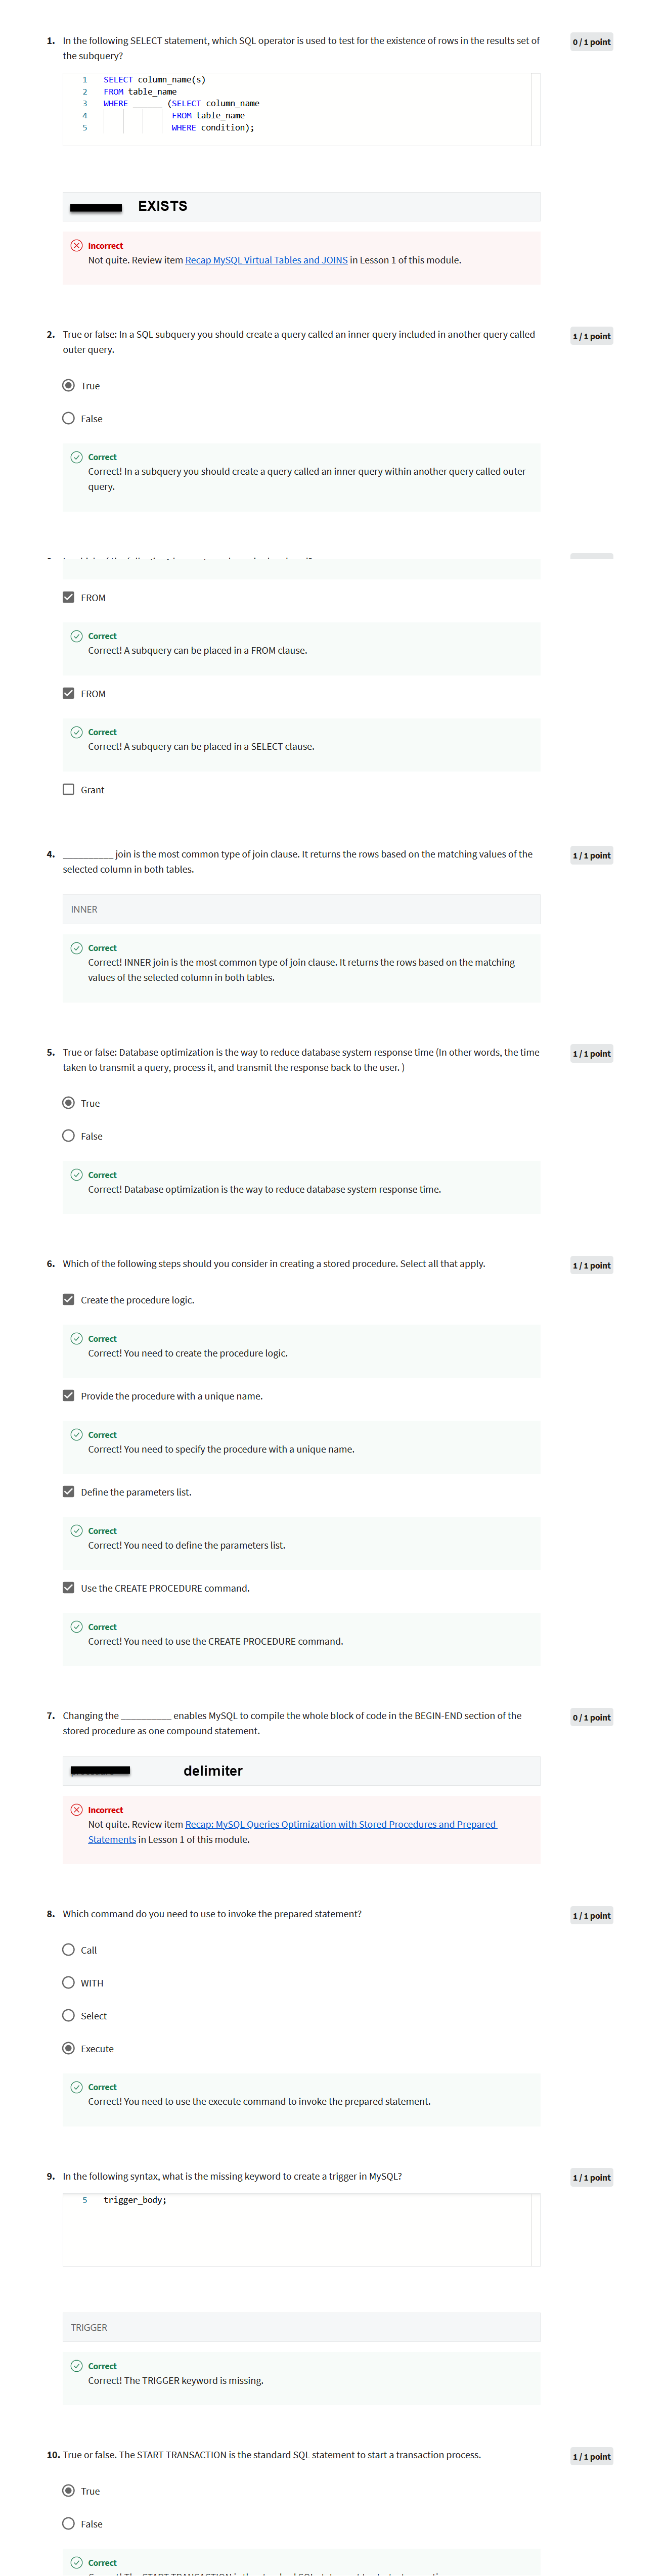 1. In the following SELECT statement, which SQL operator is used to test for the existence of rows in the results set of
the subquery?
0 / 1 point
1 SELECT column_name(s)
2 FROM table_name
3 WHERE ______ (SELECT column_name
4 FROM table_name
5 WHERE condition);
EXISTS
Incorrect
Not quite. Review item Recap MySQL Virtual Tables and JOINS in Lesson 1 of this module.
2. True or false: In a SQL subquery you should create a query called an inner query included in another query called
outer query.
1 / 1 point
True
False
Correct
Correct! In a subquery you should create a query called an inner query within another query called outer
query.
FROM
Correct
Correct! A subquery can be placed in a FROM clause.
FROM
Correct
Correct! A subquery can be placed in a SELECT clause.
Grant
4. __________ join is the most common type of join clause. It returns the rows based on the matching values of the
selected column in both tables.
1 / 1 point
INNER
Correct
Correct! INNER join is the most common type of join clause. It returns the rows based on the matching
values of the selected column in both tables.
5. True or false: Database optimization is the way to reduce database system response time (In other words, the time
taken to transmit a query, process it, and transmit the response back to the user. )
1 / 1 point
True
False
Correct
Correct! Database optimization is the way to reduce database system response time.
6. Which of the following steps should you consider in creating a stored procedure. Select all that apply.
1 / 1 point
Create the procedure logic.
Correct
Correct! You need to create the procedure logic.
Provide the procedure with a unique name.
Correct
Correct! You need to specify the procedure with a unique name.
Define the parameters list.
Correct
Correct! You need to define the parameters list.
Use the CREATE PROCEDURE command.
Correct
Correct! You need to use the CREATE PROCEDURE command.
7. Changing the __________ enables MySQL to compile the whole block of code in the BEGIN-END section of the
stored procedure as one compound statement.
0 / 1 point
delimiter
Incorrect
Not quite. Review item Recap: MySQL Queries Optimization with Stored Procedures and Prepared
Statements in Lesson 1 of this module.
8. Which command do you need to use to invoke the prepared statement?
1 / 1 point
Call
WITH
Select
Execute
Correct
Correct! You need to use the execute command to invoke the prepared statement.
9. In the following syntax, what is the missing keyword to create a trigger in MySQL?
1 / 1 point
5 trigger_body;
TRIGGER
Correct
Correct! The TRIGGER keyword is missing.
10. True or false. The START TRANSACTION is the standard SQL statement to start a transaction process.
1 / 1 point
True
False
Correct